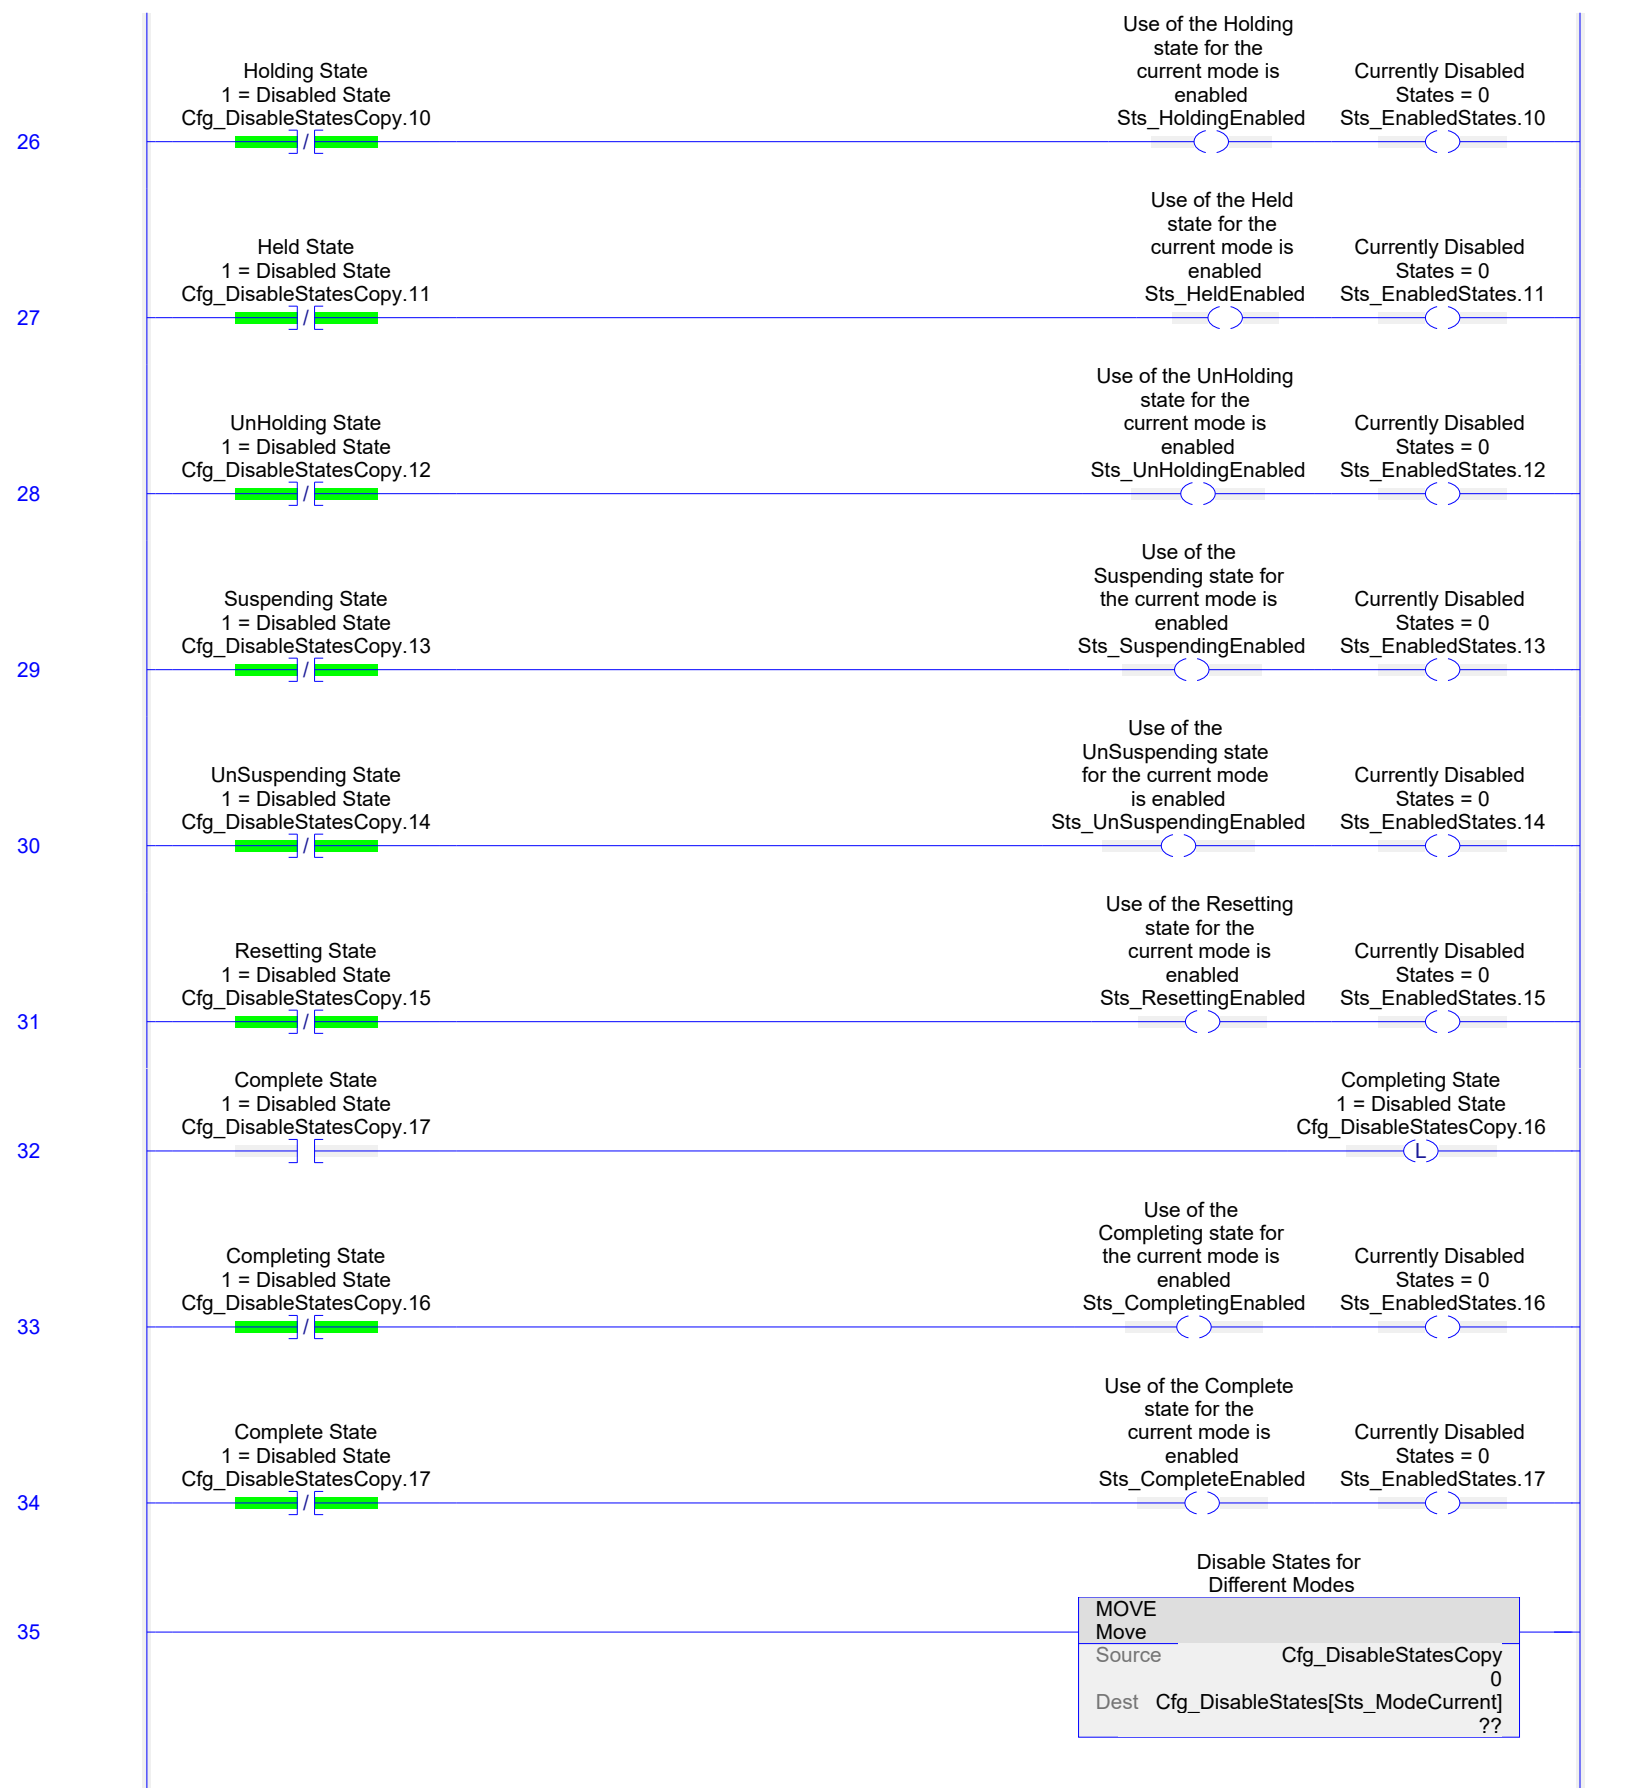 Holding State
1 = Disabled State
Cfg_DisableStatesCopy.10
Use of the Holding
state for the
current mode is
enabled
Sts_HoldingEnabled
Currently Disabled
States = 0
Sts_EnabledStates.10
26
/
Held State
1 = Disabled State
Cfg_DisableStatesCopy.11
Use of the Held
state for the
current mode is
enabled
Sts_HeldEnabled
Currently Disabled
States = 0
Sts_EnabledStates.11
27
/
UnHolding State
1 = Disabled State
Cfg_DisableStatesCopy.12
Use of the UnHolding
state for the
current mode is
enabled
Sts_UnHoldingEnabled
Currently Disabled
States = 0
Sts_EnabledStates.12
28
/
Suspending State
1 = Disabled State
Cfg_DisableStatesCopy.13
Use of the
Suspending state for
the current mode is
enabled
Sts_SuspendingEnabled
Currently Disabled
States = 0
Sts_EnabledStates.13
29
/
UnSuspending State
1 = Disabled State
Cfg_DisableStatesCopy.14
Use of the
UnSuspending state
for the current mode
is enabled
Sts_UnSuspendingEnabled
Currently Disabled
States = 0
Sts_EnabledStates.14
30
/
Resetting State
1 = Disabled State
Cfg_DisableStatesCopy.15
Use of the Resetting
state for the
current mode is
enabled
Sts_ResettingEnabled
Currently Disabled
States = 0
Sts_EnabledStates.15
31
/
Complete State
1 = Disabled State
Cfg_DisableStatesCopy.17
Completing State
1 = Disabled State
Cfg_DisableStatesCopy.16
32
L
Completing State
1 = Disabled State
Cfg_DisableStatesCopy.16
Use of the
Completing state for
the current mode is
enabled
Sts_CompletingEnabled
Currently Disabled
States = 0
Sts_EnabledStates.16
33
/
Complete State
1 = Disabled State
Cfg_DisableStatesCopy.17
Use of the Complete
state for the
current mode is
enabled
Sts_CompleteEnabled
Currently Disabled
States = 0
Sts_EnabledStates.17
34
/
Disable States for
Different Modes
35
MOVE
Move
Source Cfg_DisableStatesCopy
0
Dest Cfg_DisableStates[Sts_ModeCurrent]
??